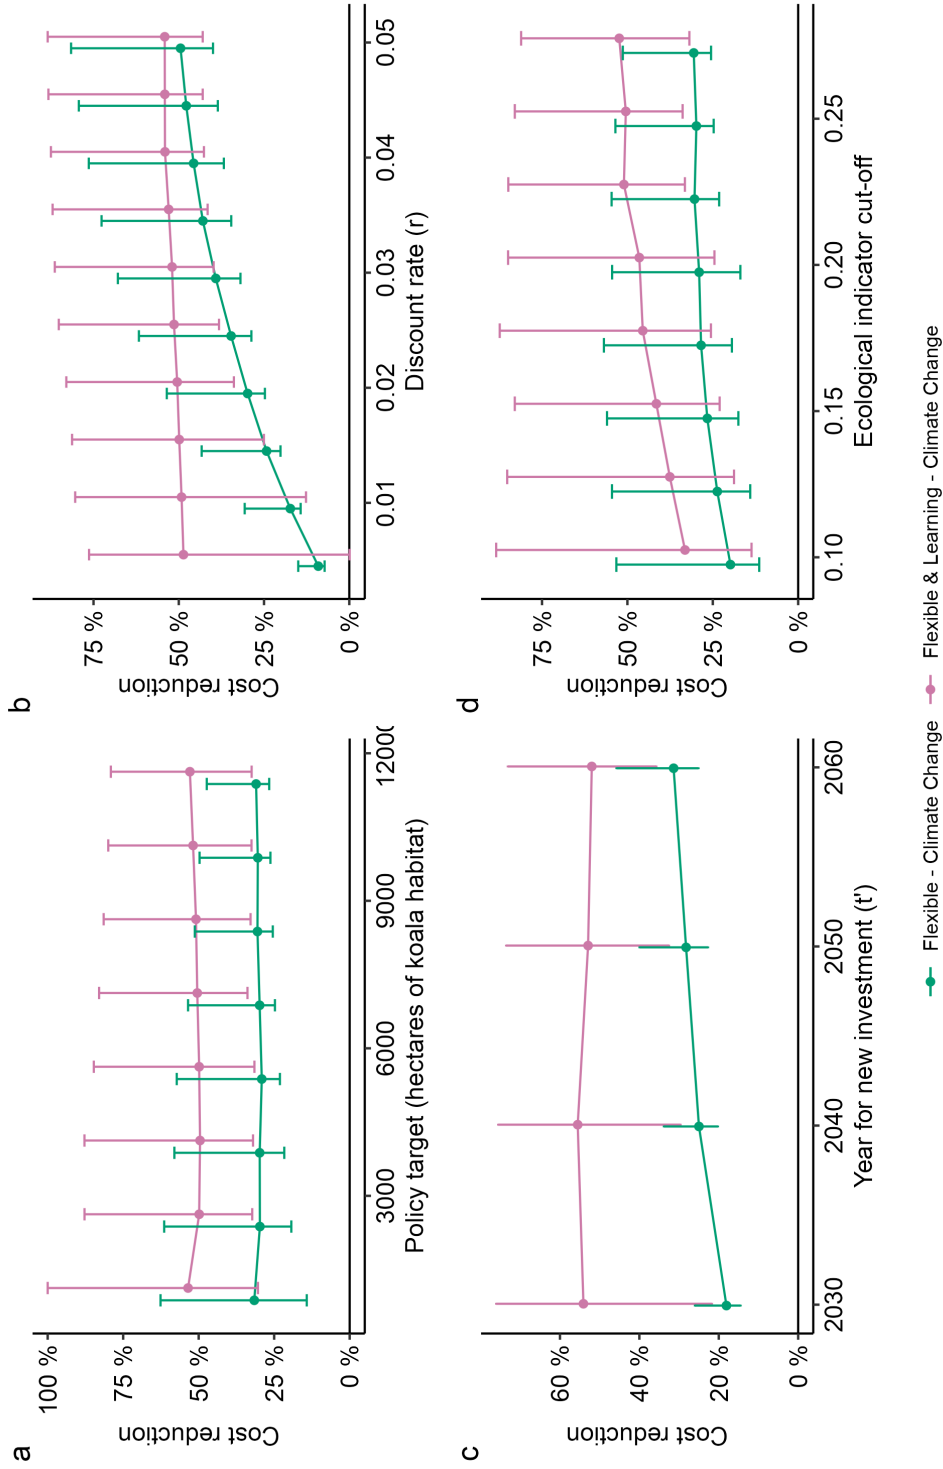 a
Cost reduction
100 %
75 %
50 %
25 %
0 %
3000
6000
9000
1200
Policy target (hectares of koala habitat)
b
Cost reduction
75 %
50 %
25 %
0 %
0.01
0.02
0.03
0.04
0.05
Discount rate (r)
c
Cost reduction
60 %
40 %
20 %
0 %
2030
2040
2050
2060
Year for new investment (t')
d
Cost reduction
75 %
50 %
25 %
0 %
0.10
0.15
0.20
0.25
Ecological indicator cut-off
Flexible - Climate Change
Flexible & Learning - Climate Change